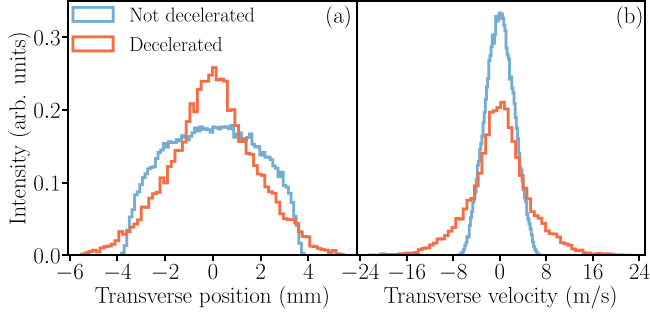 Not decelerated
Decelerated
(a)
(b)
Intensity (arb. units)
0.3
0.2
0.1
0.0
−6 −4 −2 0 2 4
−24 −16 −8 0 8 16 24
Transverse position (mm)
Transverse velocity (m/s)